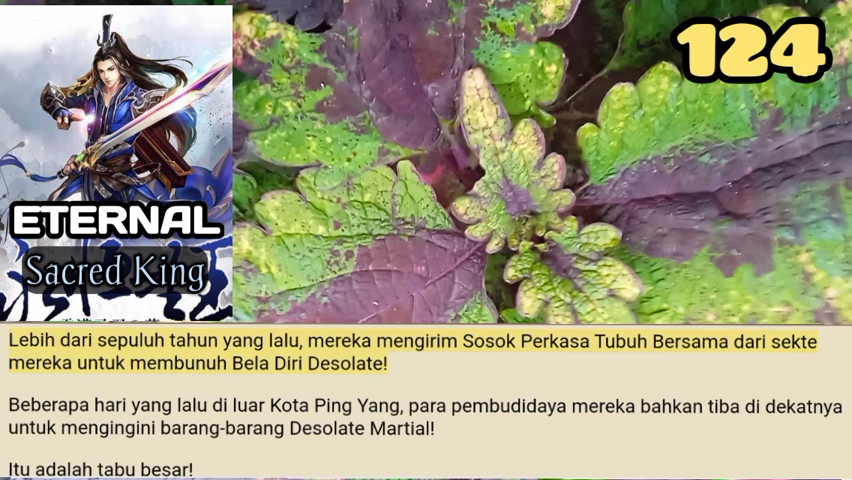 124
ETERNAL
Sacred King
Lebih dari sepuluh tahun yang lalu, mereka mengirim Sosok Perkasa Tubuh Bersama dari sekte
mereka untuk membunuh Bela Diri Desolate!
Beberapa hari yang lalu di luar Kota Ping Yang, para pembudidaya mereka bahkan tiba di dekatnya
untuk mengingini barang-barang Desolate Martial!
Itu adalah tabu besar!